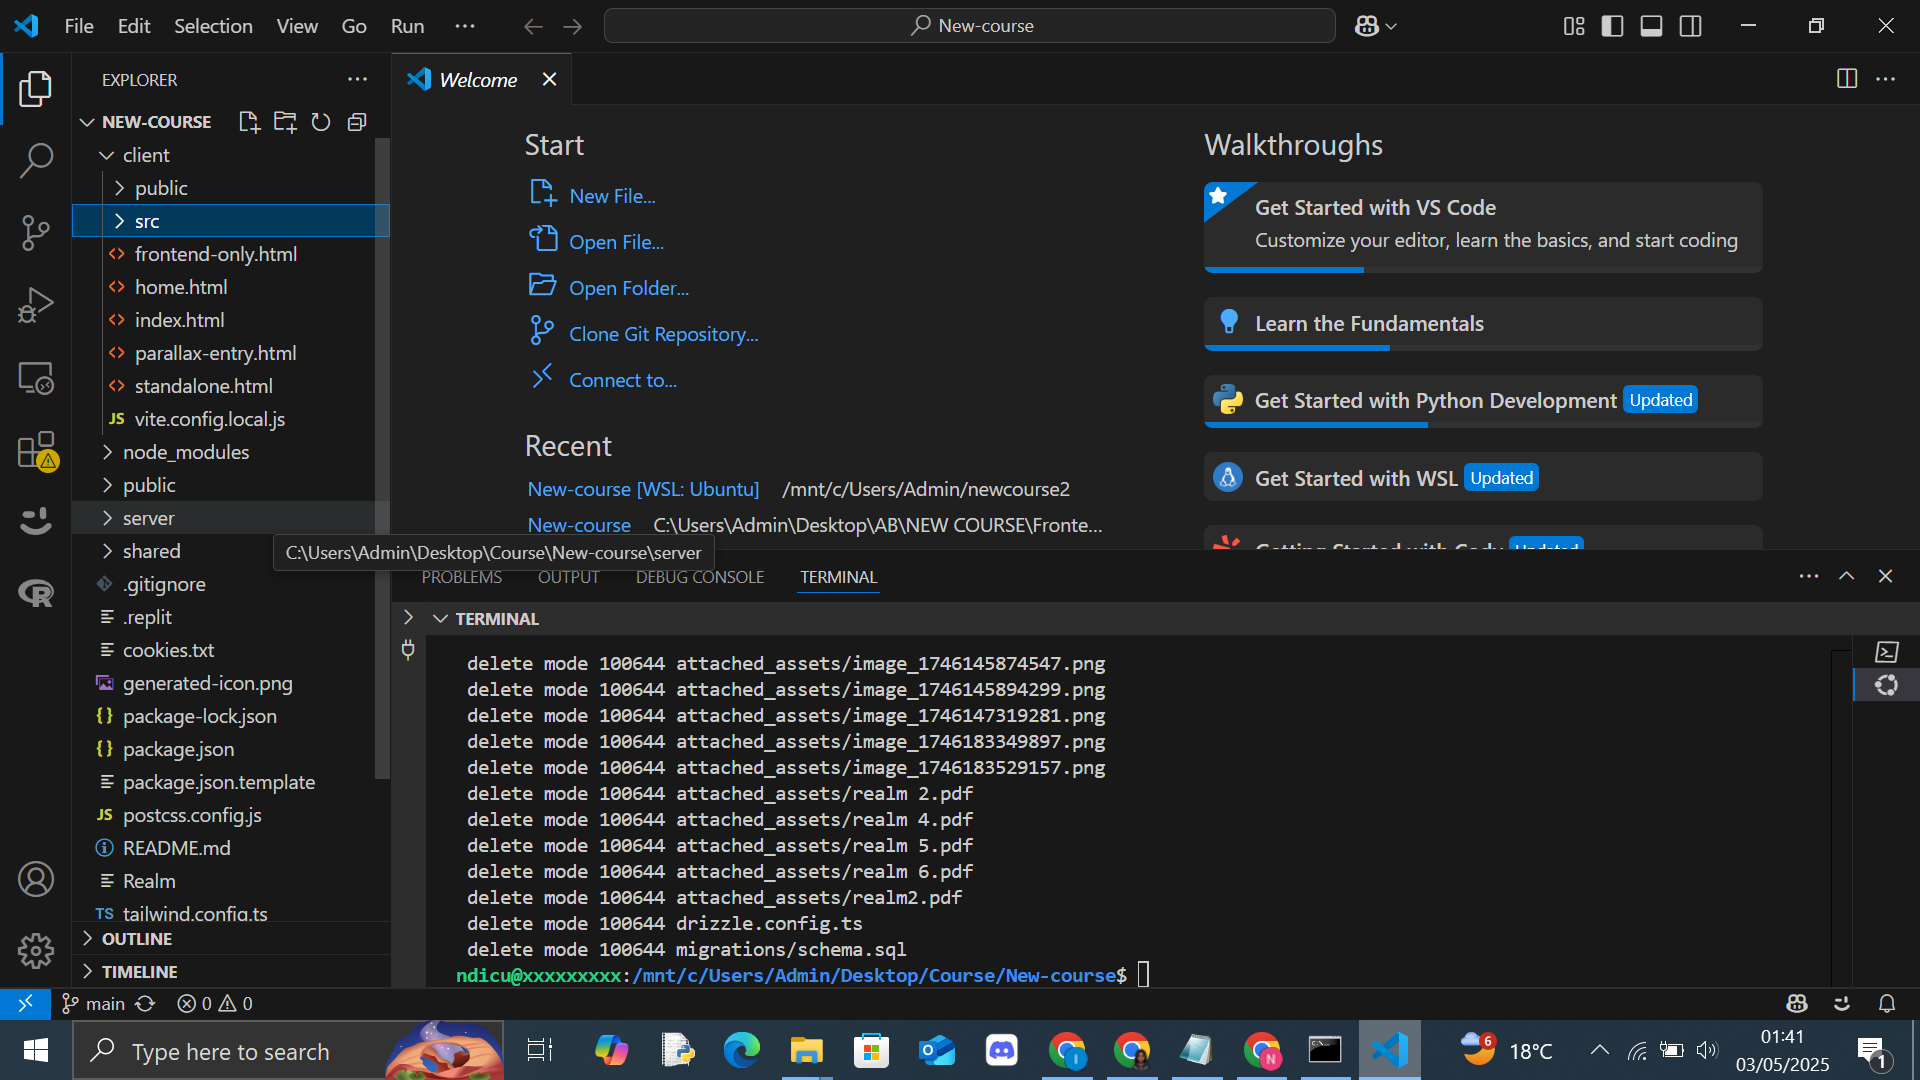 File Edit Selection View Go Run
New-course
EXPLORER
NEW-COURSE
client
public
src
frontend-only.html
home.html
index.html
parallax-entry.html
standalone.html
JS vite.config.local.js
node_modules
public
server
shared
.gitignore
.replit
cookies.txt
generated-icon.png
{} package-lock.json
{} package.json
package.json.template
JS postcss.config.js
README.md
Realm
TS tailwind.config.ts
OUTLINE
TIMELINE
C:\Users\Admin\Desktop\Course\New-course\server
Welcome
Start
New File...
Open File...
Open Folder...
Clone Git Repository...
Connect to...
Recent
New-course [WSL: Ubuntu] /mnt/c/Users/Admin/newcourse2
New-course C:\Users\Admin\Desktop\AB\NEW COURSE\Fronte...
Walkthroughs
Get Started with VS Code
Customize your editor, learn the basics, and start coding
Learn the Fundamentals
Get Started with Python Development Updated
Get Started with WSL Updated
Getting Started with Cody Updated
PROBLEMS OUTPUT DEBUG CONSOLE TERMINAL
TERMINAL
delete mode 100644 attached_assets/image_1746145874547.png
delete mode 100644 attached_assets/image_1746145894299.png
delete mode 100644 attached_assets/image_1746147319281.png
delete mode 100644 attached_assets/image_1746183349897.png
delete mode 100644 attached_assets/image_1746183529157.png
delete mode 100644 attached_assets/realm 2.pdf
delete mode 100644 attached_assets/realm 4.pdf
delete mode 100644 attached_assets/realm 5.pdf
delete mode 100644 attached_assets/realm 6.pdf
delete mode 100644 attached_assets/realm2.pdf
delete mode 100644 drizzle.config.ts
delete mode 100644 migrations/schema.sql
ndicu@xxxxxxxxx:/mnt/c/Users/Admin/Desktop/Course/New-course$
main 0 0
Type here to search
I
N
6
18°C
01:41
03/05/2025
1